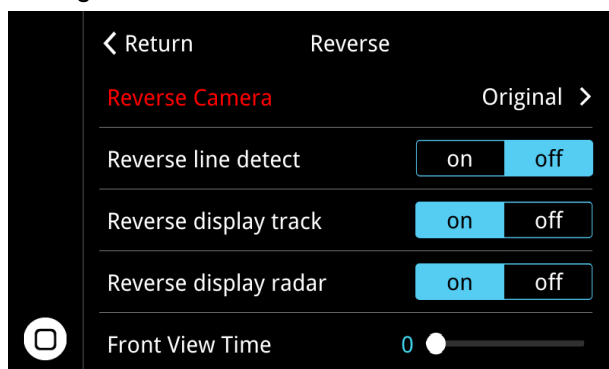 Return Reverse
Reverse Camera Original
Reverse line detect on off
Reverse display track on off
Reverse display radar on off
Front View Time 0